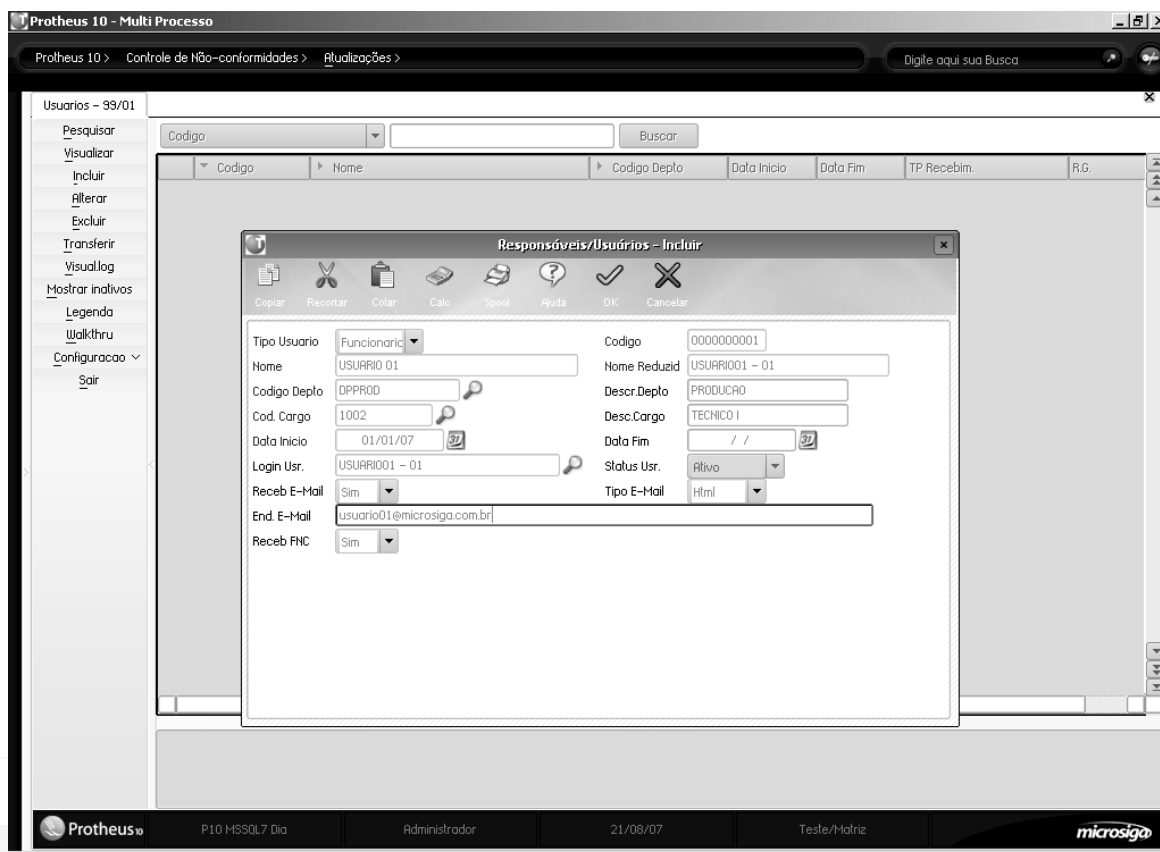 Protheus 10 - Multi Processo
Protheus 10 > Controle de Não-conformidades > Atualizações >
Digite aqui sua Busca
Usuarios - 99/01
Pesquisar
Visualizar
Incluir
Alterar
Excluir
Transferir
Visual.log
Mostrar inativos
Legenda
Walkthru
Configuracao
Sair
Codigo
Buscar
Codigo Nome Codigo Depto Data Inicio Data Fim TP Recebim. R.G.
Responsáveis/Usuários - Incluir
Copiar Recortar Colar Calc Spool Ajuda OK Cancelar
Tipo Usuario Funcionaric Codigo 0000000001
Nome USUARIO 01 Nome Reduzid USUARIO01 - 01
Codigo Depto DPPROD Descr.Depto PRODUCAO
Cod. Cargo 1002 Desc.Cargo TECNICO I
Data Inicio 01/01/07 31 Data Fim / / 31
Login Usr. USUARIO01 - 01 Status Usr. Ativo
Receb E-Mail Sim Tipo E-Mail Html
End. E-Mail usuario01@microsiga.com.br
Receb FNC Sim
Protheus 10 P10 MSSQL7 Dia Administrador 21/08/07 Teste/Matriz microsiga